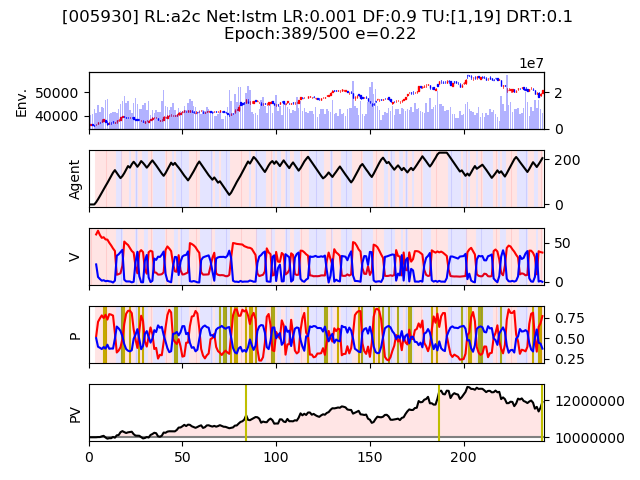 [005930] RL:a2c Net:lstm LR:0.001 DF:0.9 TU:[1,19] DRT:0.1
Epoch:389/500 e=0.22
1e7
Env.
50000
40000
2
0
Agent
200
0
V
50
0
P
0.75
0.50
0.25
PV
12000000
10000000
0 50 100 150 200